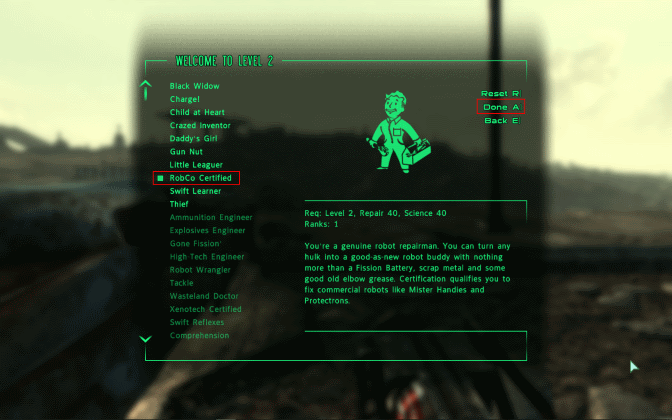 WELCOME TO LEVEL 2
Black Widow
Charge!
Child at Heart
Crazed Inventor
Daddy's Girl
Gun Nut
Little Leaguer
RobCo Certified
Swift Learner
Thief
Ammunition Engineer
Explosives Engineer
Gone Fission'
High Tech Engineer
Robot Wrangler
Tackle
Wasteland Doctor
Xenotech Certified
Swift Reflexes
Comprehension
Reset R)
Done A)
Back E)
Req: Level 2, Repair 40, Science 40
Ranks: 1
You're a genuine robot repairman. You can turn any
hulk into a good-as-new robot buddy with nothing
more than a Fission Battery, scrap metal and some
good old elbow grease. Certification qualifies you to
fix commercial robots like Mister Handies and
Protectrons.